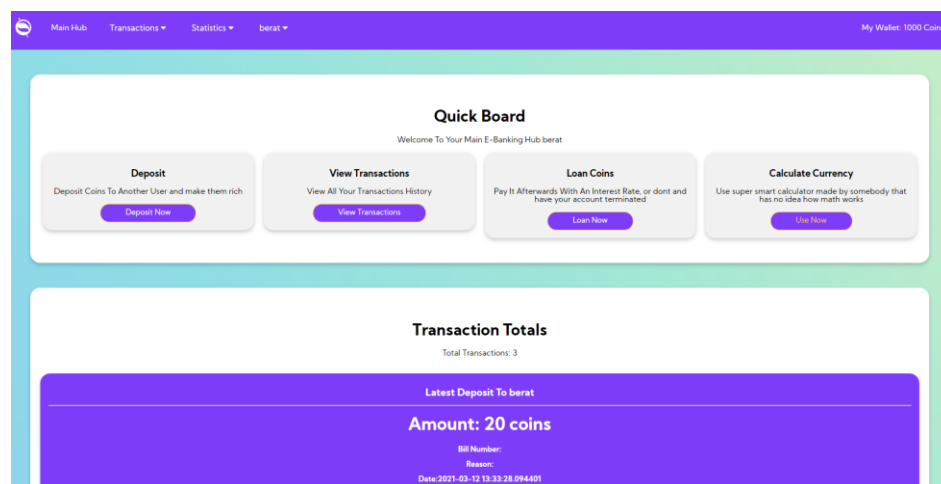 Main Hub Transactions Statistics berat My Wallet: 1000 Coin
Quick Board
Welcome To Your Main E-Banking Hub berat
Deposit
Deposit Coins To Another User and make them rich
Deposit Now
View Transactions
View All Your Transactions History
View Transactions
Loan Coins
Pay It Afterwards With An Interest Rate, or dont and
have your account terminated
Loan Now
Calculate Currency
Use super smart calculator made by somebody that
has no idea how math works
Use Now
Transaction Totals
Total Transactions: 3
Latest Deposit To berat
Amount: 20 coins
Bill Number:
Reason:
Date:2021-03-12 13:33:28.094401